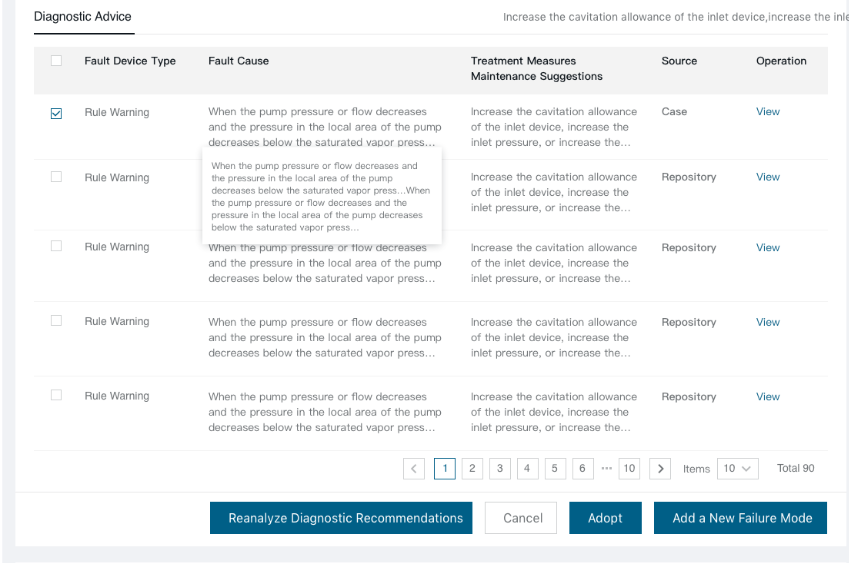 Diagnostic Advice
Increase the cavitation allowance of the inlet device,increase the inle
Fault Device Type Fault Cause Treatment Measures Source Operation
Maintenance Suggestions
Rule Warning When the pump pressure or flow decreases Increase the cavitation allowance Case View
and the pressure in the local area of the pump of the inlet device, increase the
decreases below the saturated vapor press... inlet pressure, or increase the...
When the pump pressure or flow decreases and
the pressure in the local area of the pump
decreases below the saturated vapor press...When
the pump pressure or flow decreases and the
pressure in the local area of the pump decreases
below the saturated vapor press...
Rule Warning Increase the cavitation allowance Repository View
of the inlet device, increase the
inlet pressure, or increase the...
Rule Warning When the pump pressure or flow decreases Increase the cavitation allowance Repository View
and the pressure in the local area of the pump of the inlet device, increase the
decreases below the saturated vapor press... inlet pressure, or increase the...
Rule Warning When the pump pressure or flow decreases Increase the cavitation allowance Repository View
and the pressure in the local area of the pump of the inlet device, increase the
decreases below the saturated vapor press... inlet pressure, or increase the...
Rule Warning When the pump pressure or flow decreases Increase the cavitation allowance Repository View
and the pressure in the local area of the pump of the inlet device, increase the
decreases below the saturated vapor press... inlet pressure, or increase the...
1 2 3 4 5 6 ... 10 Items 10 Total 90
Reanalyze Diagnostic Recommendations Cancel Adopt Add a New Failure Mode